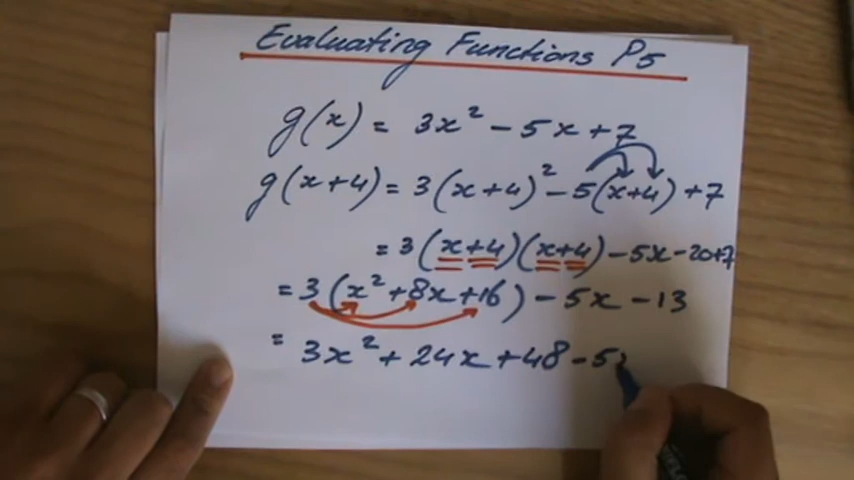 Evaluating Functions P5
g(x) = 3x² - 5x + 7
g(x+4) = 3(x+4)² - 5(x+4) + 7
= 3(x+4)(x+4) - 5x - 20+7
= 3(x² + 8x + 16) - 5x - 13
= 3x² + 24x + 48 - 5x